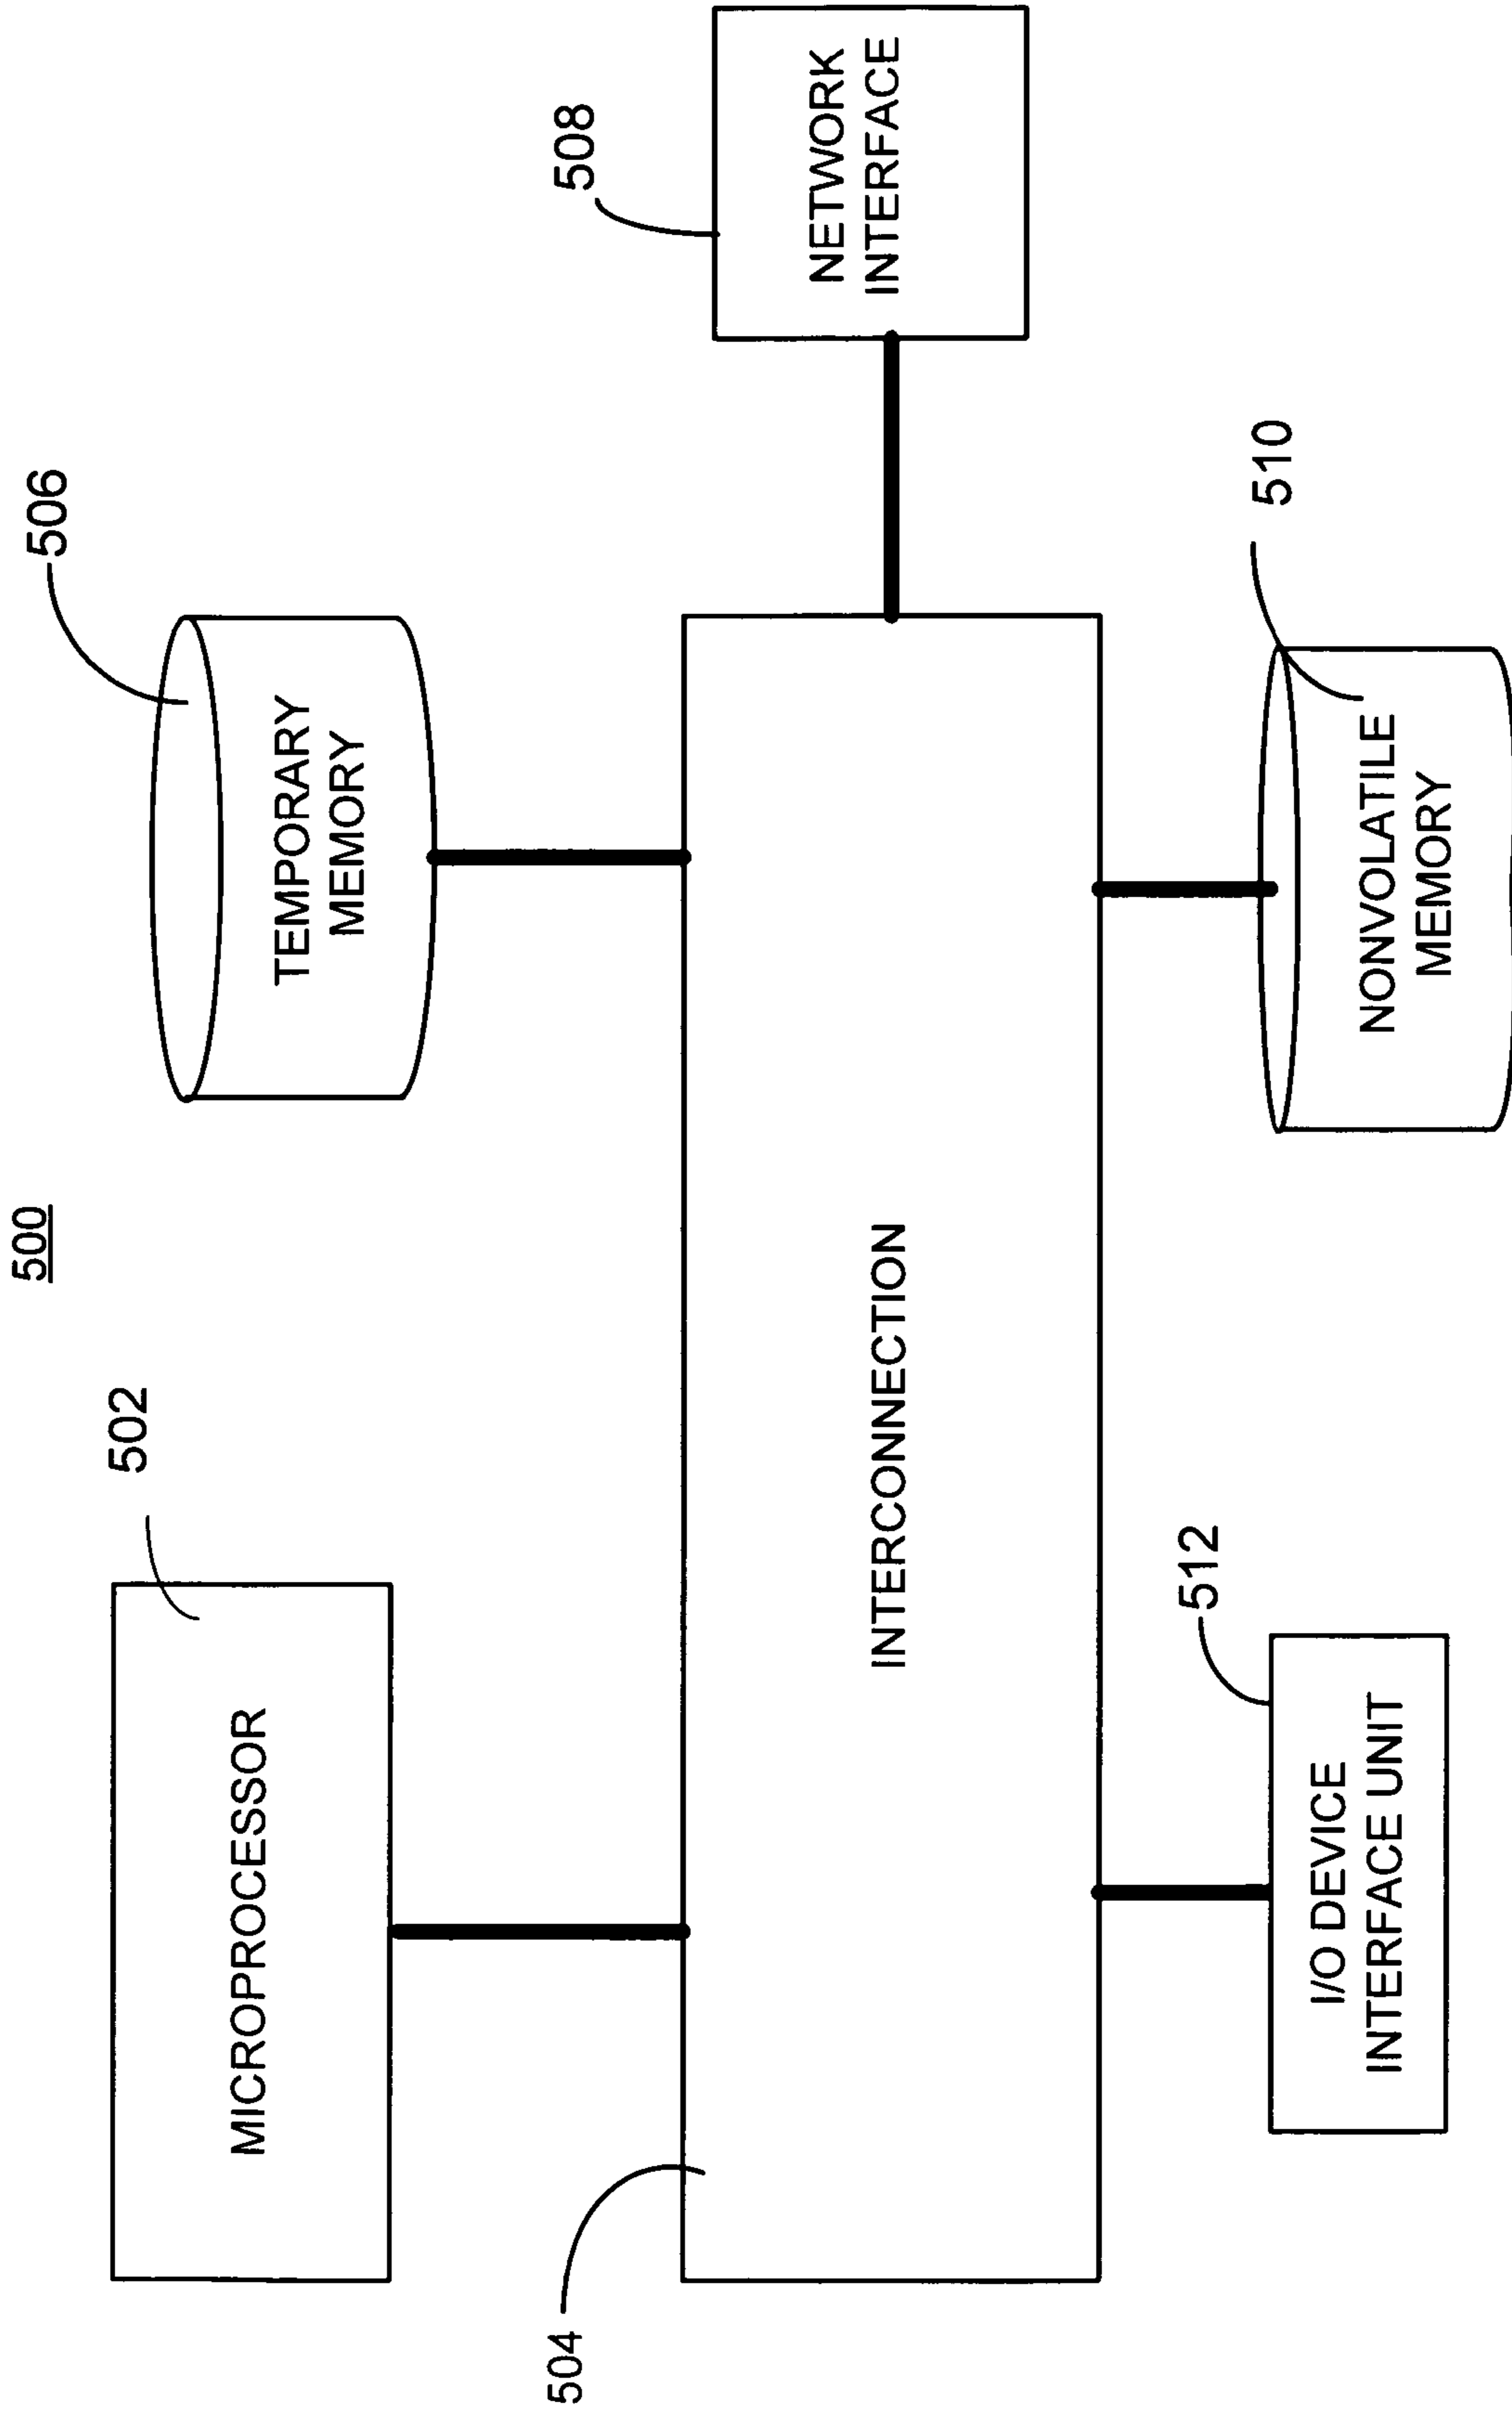 500
502
MICROPROCESSOR
506
TEMPORARY
MEMORY
504
INTERCONNECTION
508
NETWORK
INTERFACE
512
I/O DEVICE
INTERFACE UNIT
510
NONVOLATILE
MEMORY